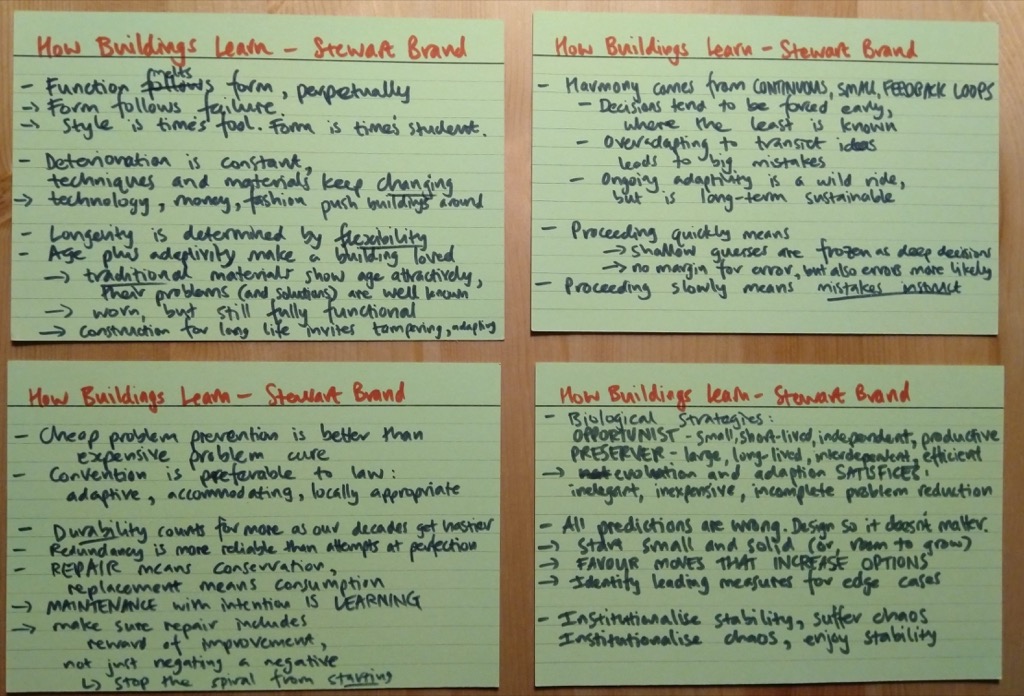 How Buildings Learn - Stewart Brand
- Function melts form, perpetually
→ Form follows failure.
→ Style is time's fool. Form is time's student.
- Deterioration is constant,
techniques and materials keep changing
→ technology, money, fashion push buildings around
- Longevity is determined by flexibility
- Age plus adaptivity make a building loved
→ traditional materials show age attractively,
their problems (and solutions) are well known
→ worn, but still fully functional
→ construction for long life invites tampering, adapting
How Buildings Learn - Stewart Brand
- Harmony comes from CONTINUOUS, SMALL, FEEDBACK LOOPS
- Decisions tend to be forced early,
where the least is known
- Overadapting to transict ideas
leads to big mistakes
- Ongoing adaptivity is a wild ride,
but is long-term sustainable
- Proceeding quickly means
→ shallow guesses are frozen as deep decisions
→ no margin for error, but also errors more likely
- Proceeding slowly means mistakes instruct
How Buildings Learn - Stewart Brand
- Cheap problem prevention is better than
expensive problem cure
- Convention is preferable to law:
adaptive, accommodating, locally appropriate
- Durability counts for more as our decades get hastier
- Redundancy is more reliable than attempts at perfection
- REPAIR means conservation,
replacement means consumption
→ MAINTENANCE with intention IS LEARNING
→ make sure repair includes
reward of improvement,
not just negating a negative
↳ stop the spiral from starting
How Buildings Learn - Stewart Brand
- Biological Strategies:
OPPORTUNIST - small, short-lived, independent, productive
PRESERVER - large, long-lived, interdependent, efficient
→ evolution and adaption SATISFICES:
inelegant, inexpensive, incomplete problem reduction
- All predictions are wrong. Design so it doesn't matter.
→ Start small and solid (or, room to grow)
→ FAVOUR MOVES THAT INCREASE OPTIONS
→ Identify leading measures for edge cases
- Institutionalise stability, suffer chaos
Institutionalise chaos, enjoy stability